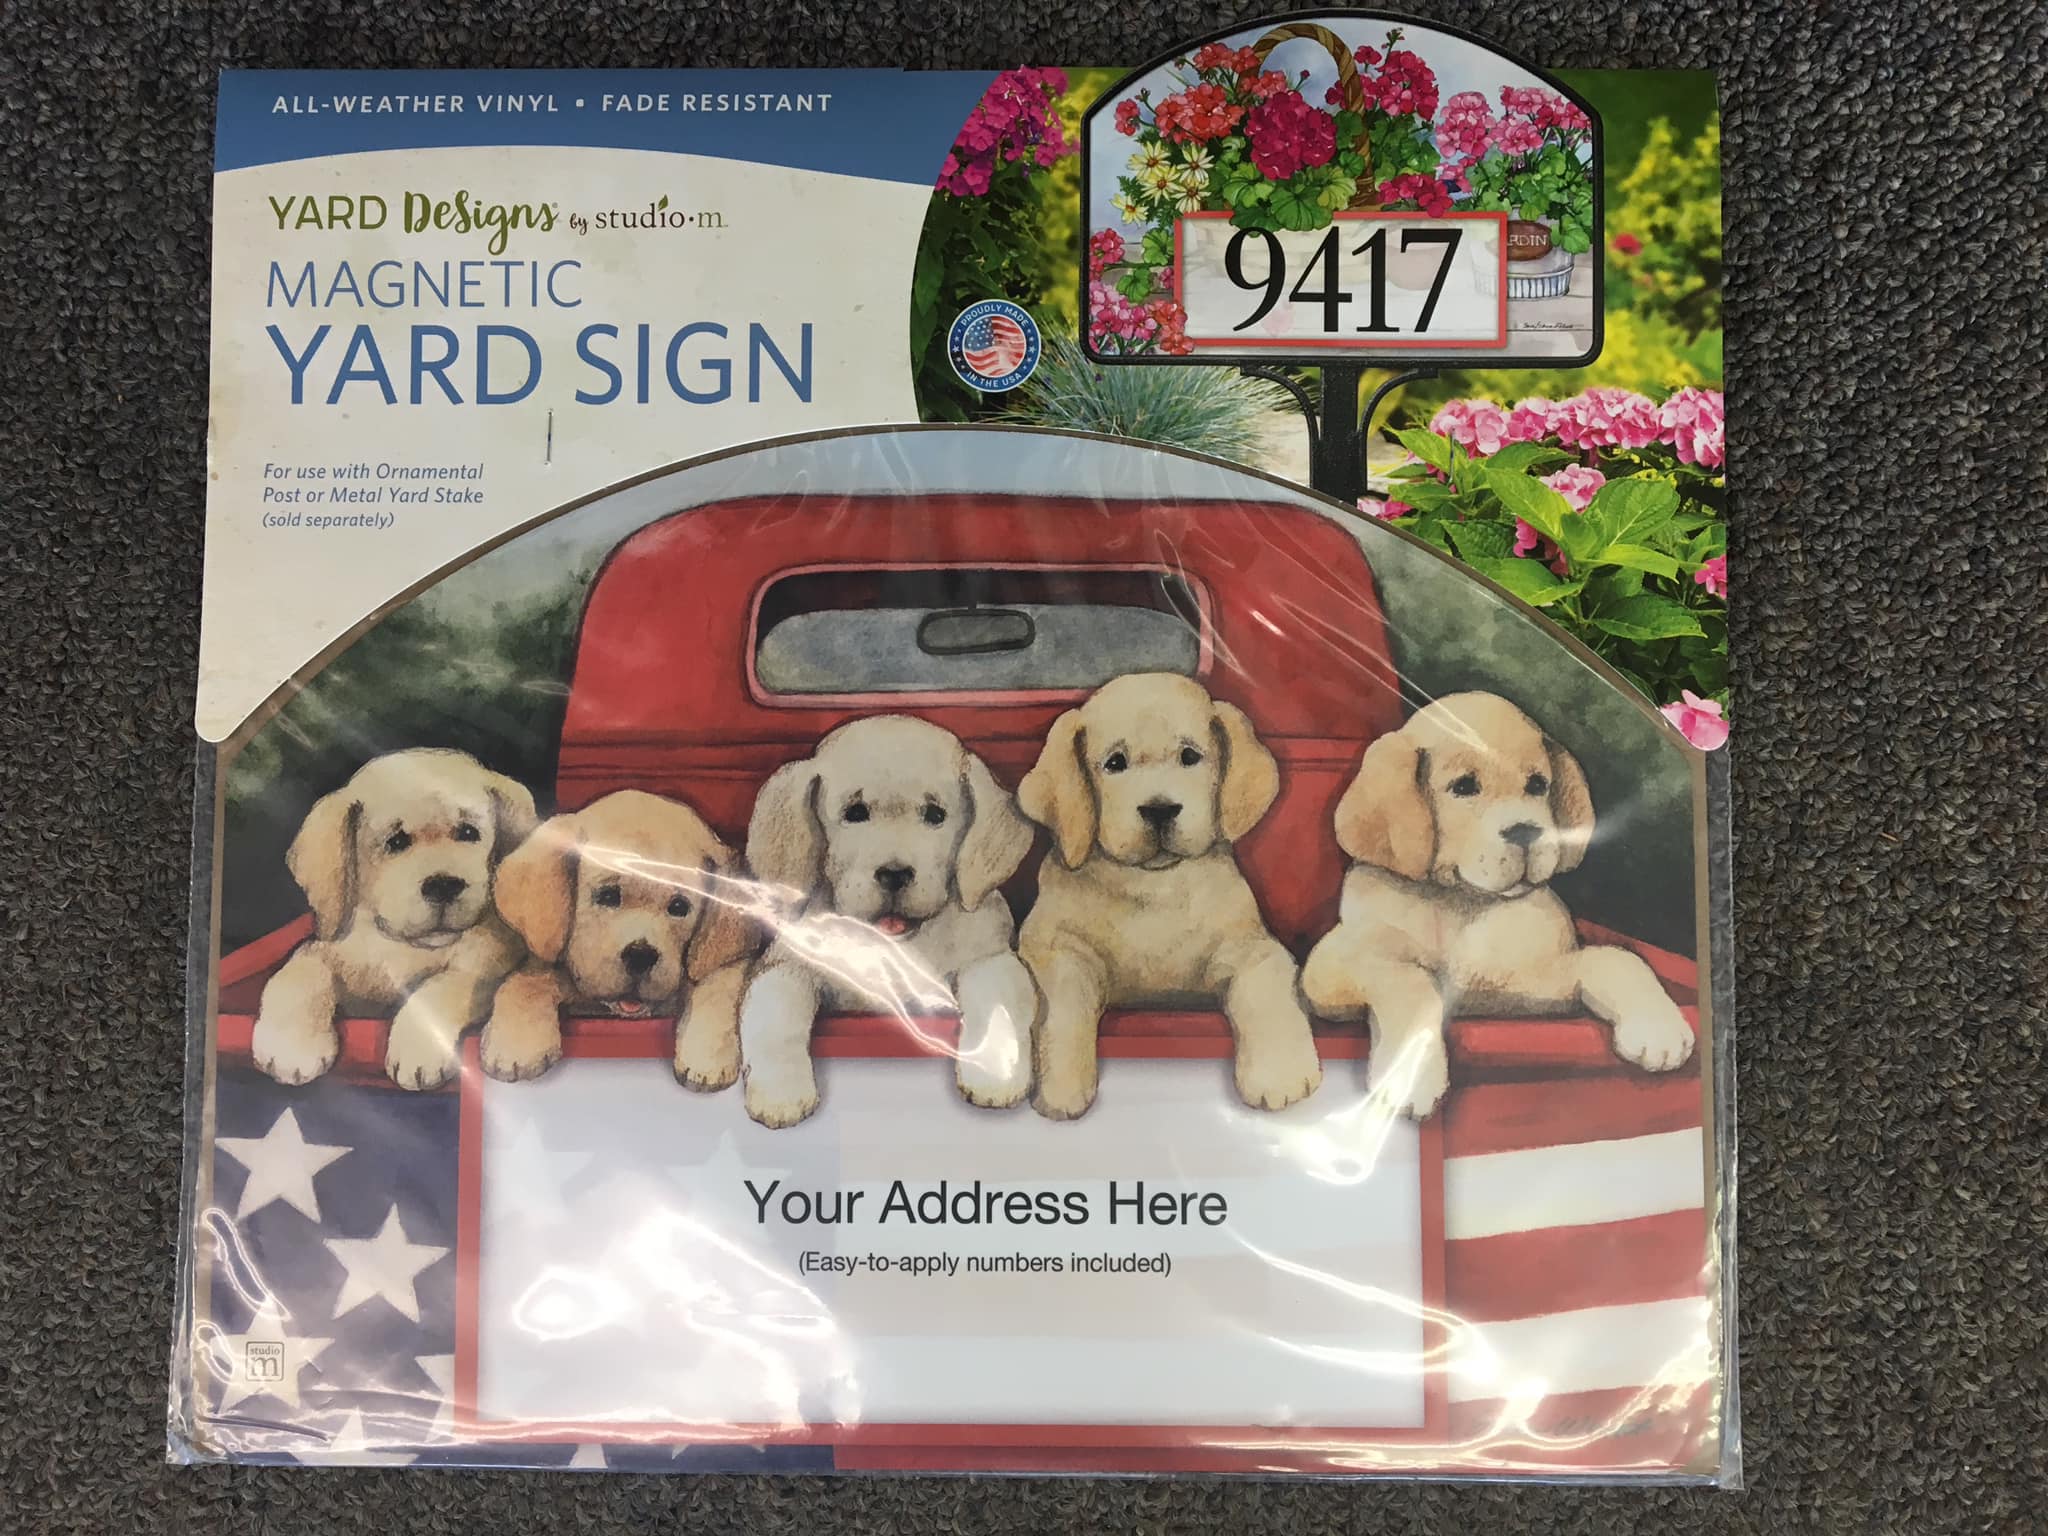 ALL-WEATHER VINYL ▪ FADE RESISTANT
YARD DeSigns by studio·m
MAGNETIC
YARD SIGN
For use with Ornamental
Post or Metal Yard Stake
(sold separately)
PROUDLY MADE
IN THE USA
9417
Your Address Here
(Easy-to-apply numbers included)
studio
m